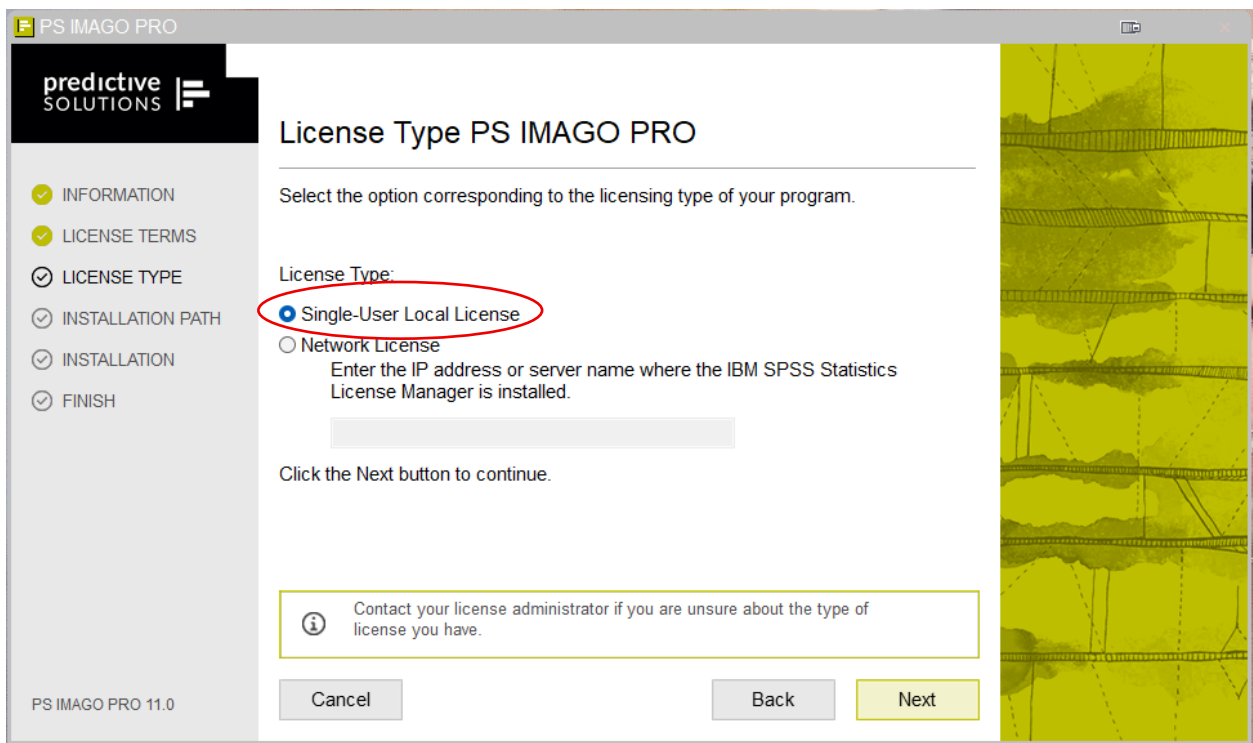 PS IMAGO PRO
predictive
SOLUTIONS
INFORMATION
LICENSE TERMS
LICENSE TYPE
INSTALLATION PATH
INSTALLATION
FINISH
PS IMAGO PRO 11.0
License Type PS IMAGO PRO
Select the option corresponding to the licensing type of your program.
License Type:
Single-User Local License
Network License
Enter the IP address or server name where the IBM SPSS Statistics
License Manager is installed.
Click the Next button to continue.
Contact your license administrator if you are unsure about the type of
license you have.
Cancel
Back
Next